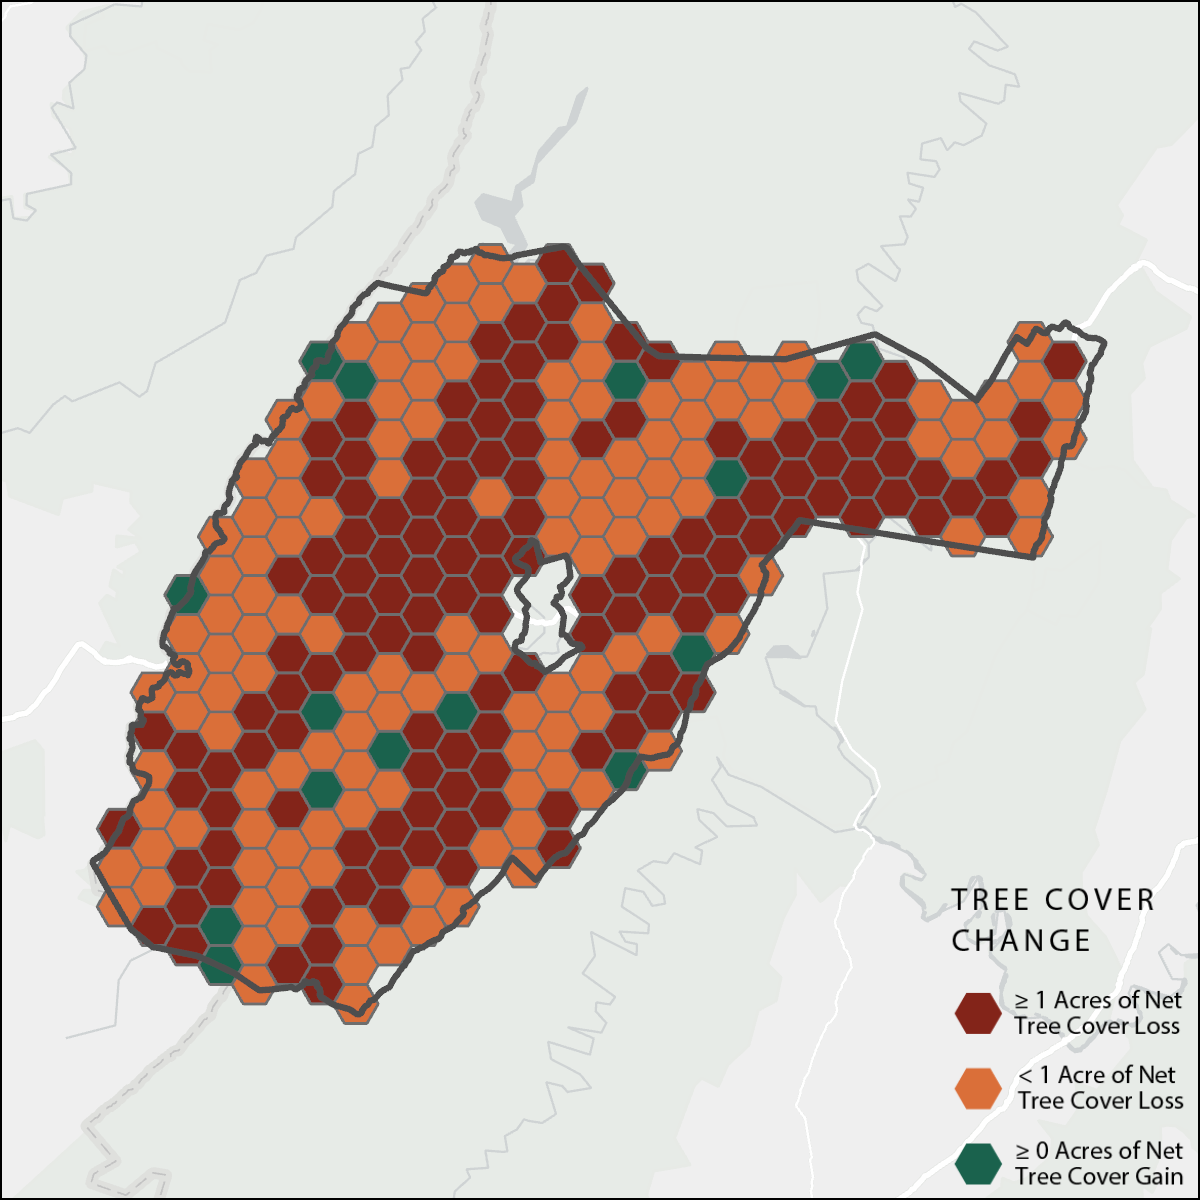 TREE COVER
CHANGE
≥ 1 Acres of Net
Tree Cover Loss
< 1 Acre of Net
Tree Cover Loss
≥ 0 Acres of Net
Tree Cover Gain